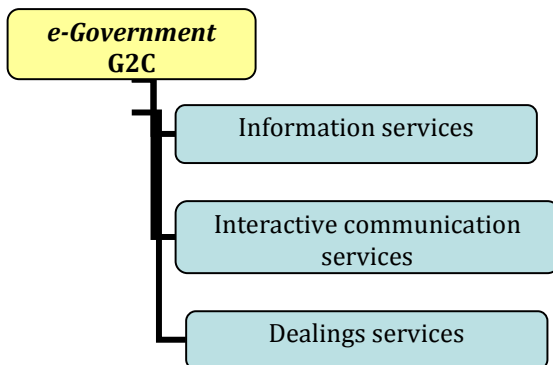 e-Government
G2C
Information services
Interactive communication
services
Dealings services